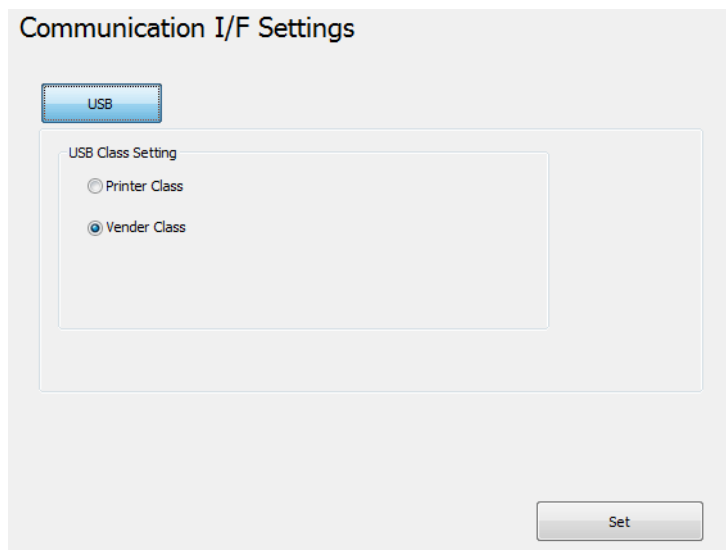 Communication I/F Settings
USB
USB Class Setting
Printer Class
Vender Class
Set